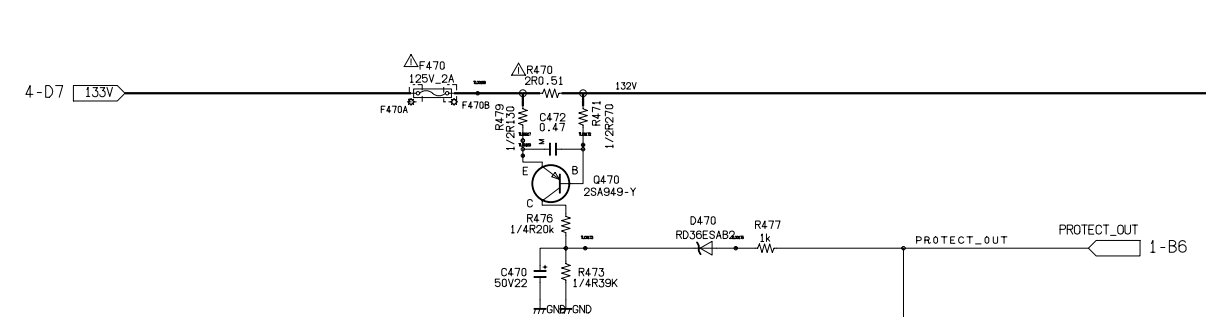 F470
125V_2A
R470
2R0.51
4-D7
133V
132V
F470A
F470B
R479
1/2R130
C472
0.47
M
R471
1/2R270
E
B
Q470
2SA949-Y
C
R476
1/4R20k
D470
RD36ESAB2
R477
1k
PROTECT_OUT
PROTECT_OUT
1-B6
C470
50V22
+
R473
1/4R39K
GND
GND